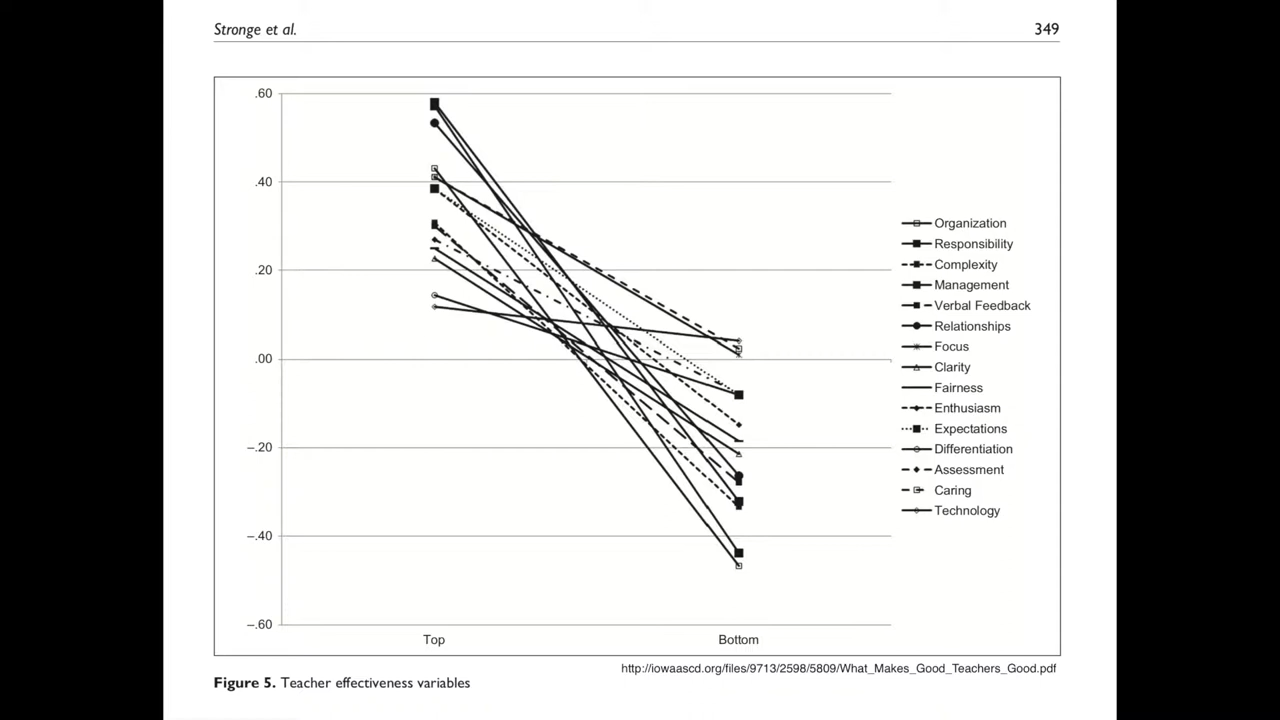 Stronge et al. 349
.60
.40
.20
.00
–.20
–.40
–.60
Top Bottom
Organization
Responsibility
Complexity
Management
Verbal Feedback
Relationships
Focus
Clarity
Fairness
Enthusiasm
Expectations
Differentiation
Assessment
Caring
Technology
http://iowaascd.org/files/9713/2598/5809/What_Makes_Good_Teachers_Good.pdf
Figure 5. Teacher effectiveness variables